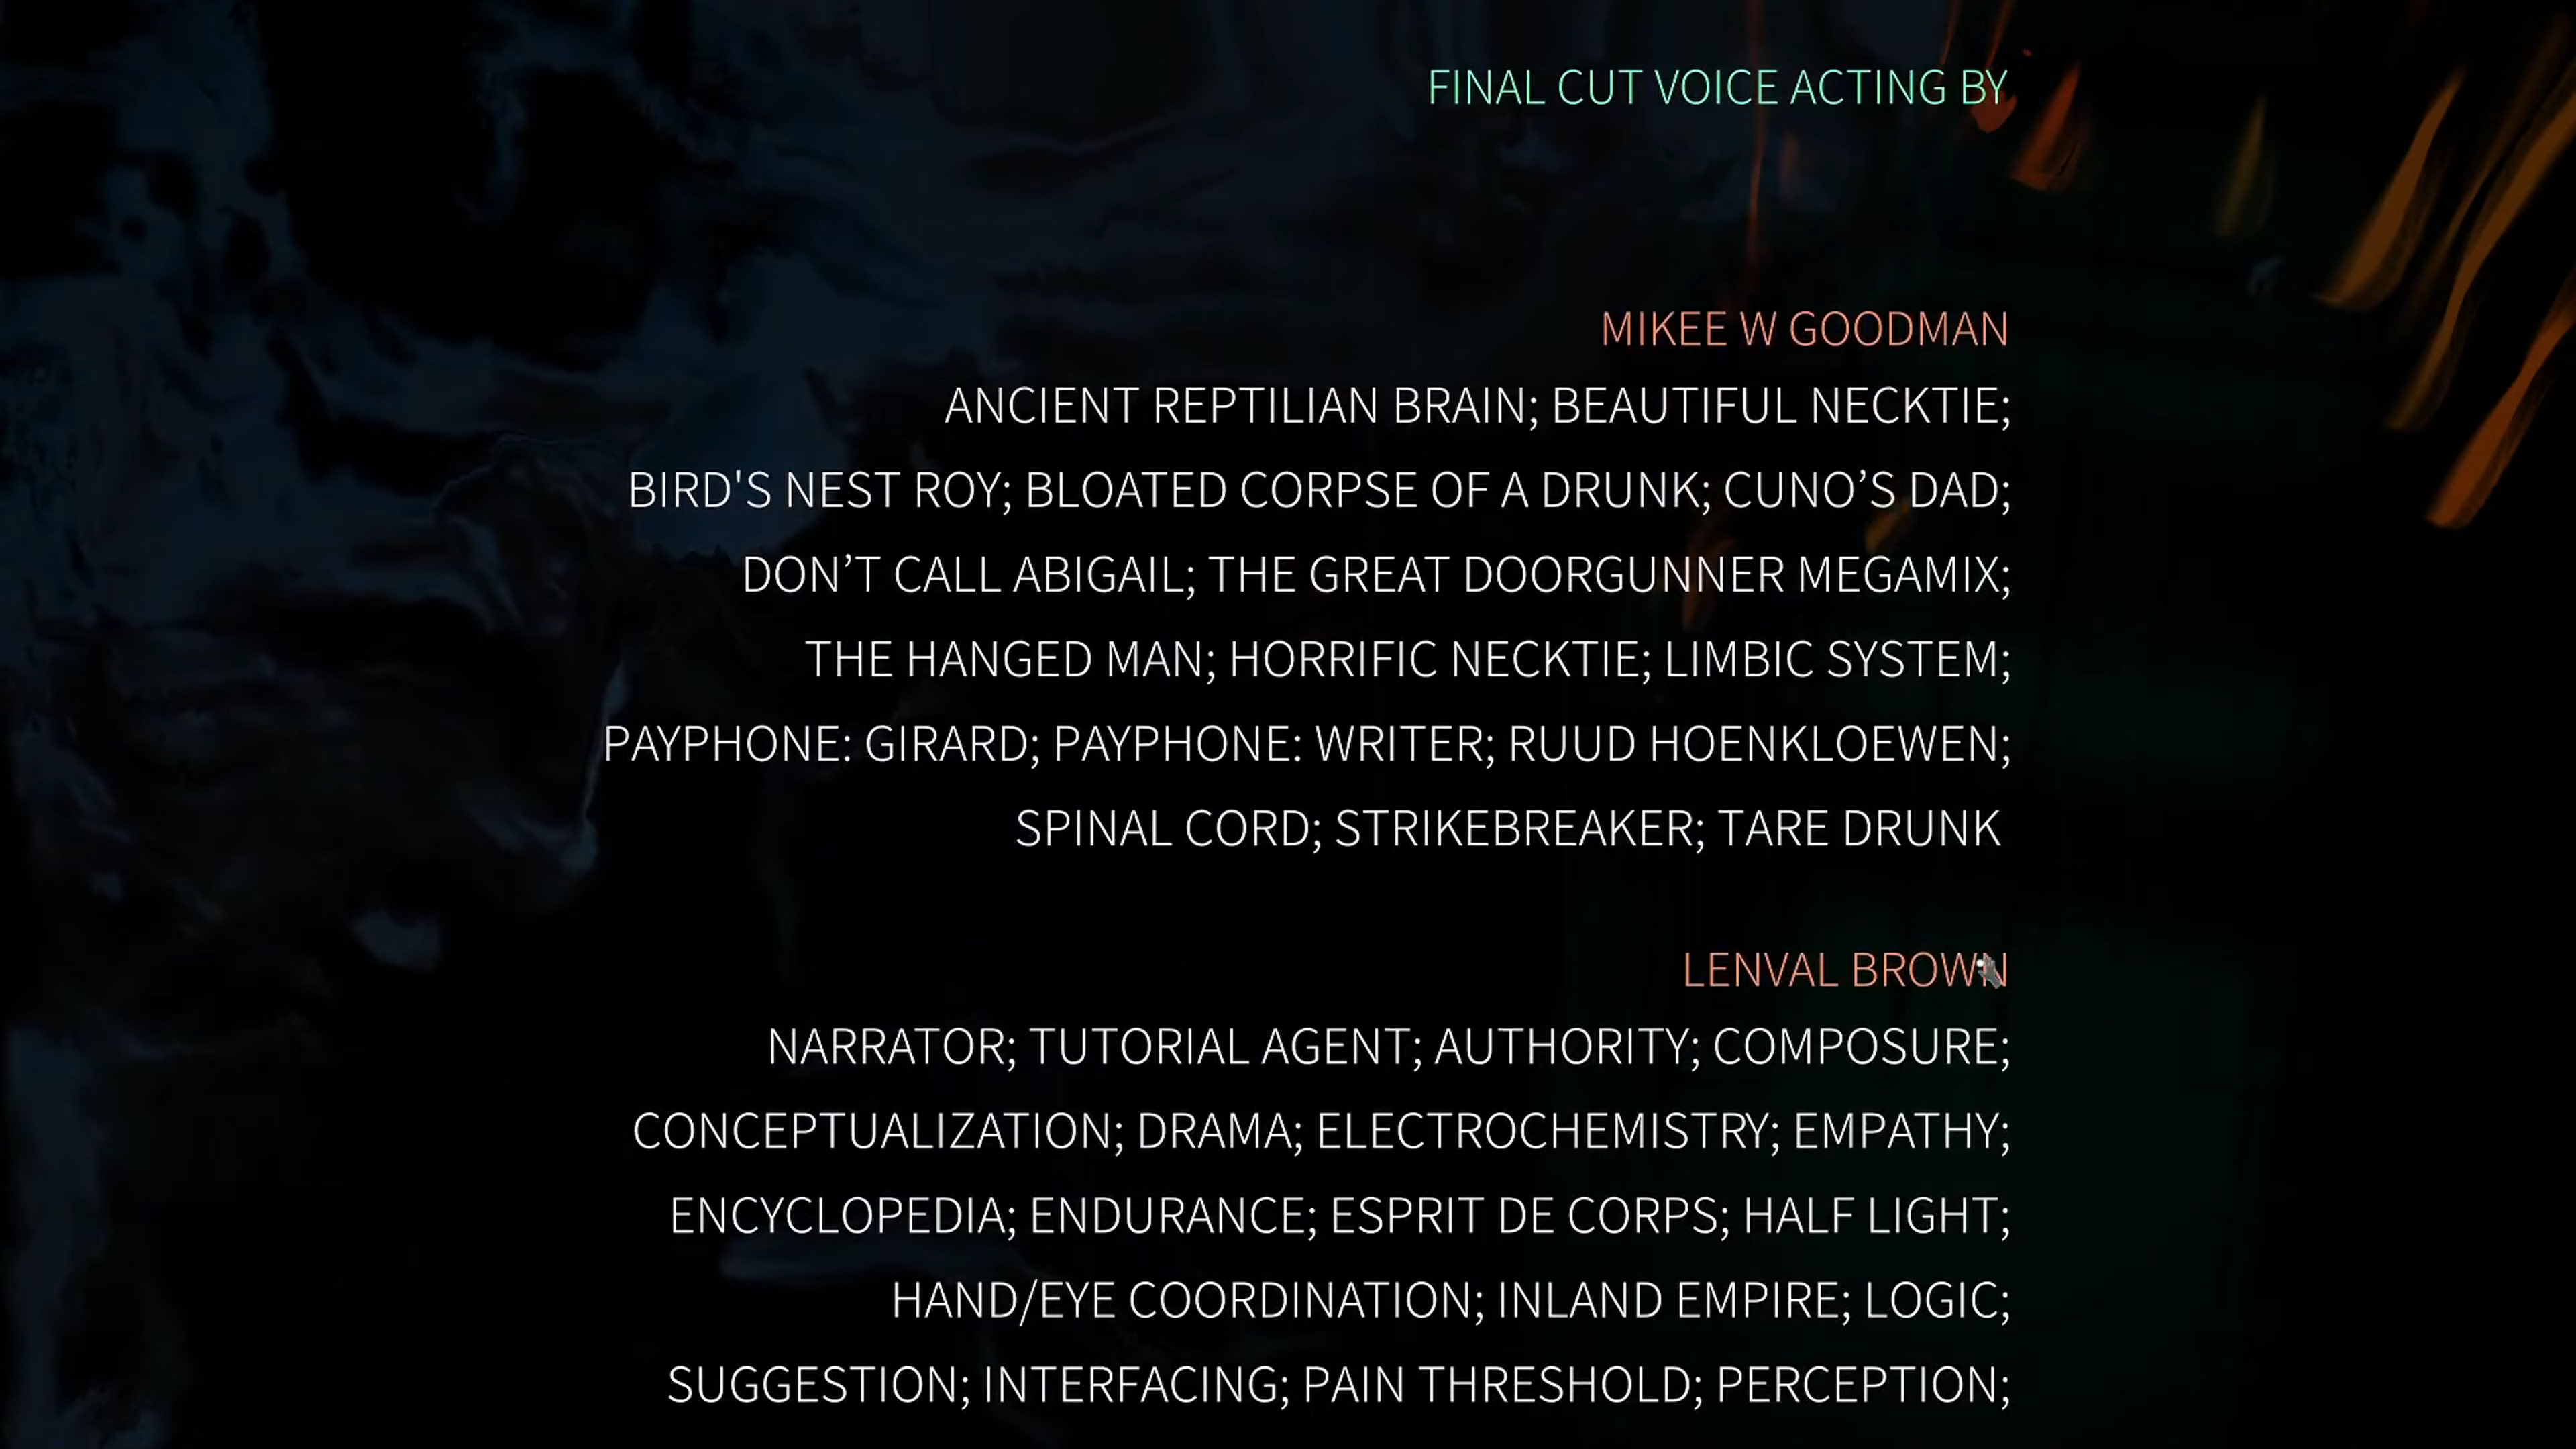 FINAL CUT VOICE ACTING BY
MIKEE W GOODMAN
ANCIENT REPTILIAN BRAIN; BEAUTIFUL NECKTIE;
BIRD'S NEST ROY; BLOATED CORPSE OF A DRUNK; CUNO’S DAD;
DON’T CALL ABIGAIL; THE GREAT DOORGUNNER MEGAMIX;
THE HANGED MAN; HORRIFIC NECKTIE; LIMBIC SYSTEM;
PAYPHONE: GIRARD; PAYPHONE: WRITER; RUUD HOENKLOEWEN;
SPINAL CORD; STRIKEBREAKER; TARE DRUNK
LENVAL BROWN
NARRATOR; TUTORIAL AGENT; AUTHORITY; COMPOSURE;
CONCEPTUALIZATION; DRAMA; ELECTROCHEMISTRY; EMPATHY;
ENCYCLOPEDIA; ENDURANCE; ESPRIT DE CORPS; HALF LIGHT;
HAND/EYE COORDINATION; INLAND EMPIRE; LOGIC;
SUGGESTION; INTERFACING; PAIN THRESHOLD; PERCEPTION;